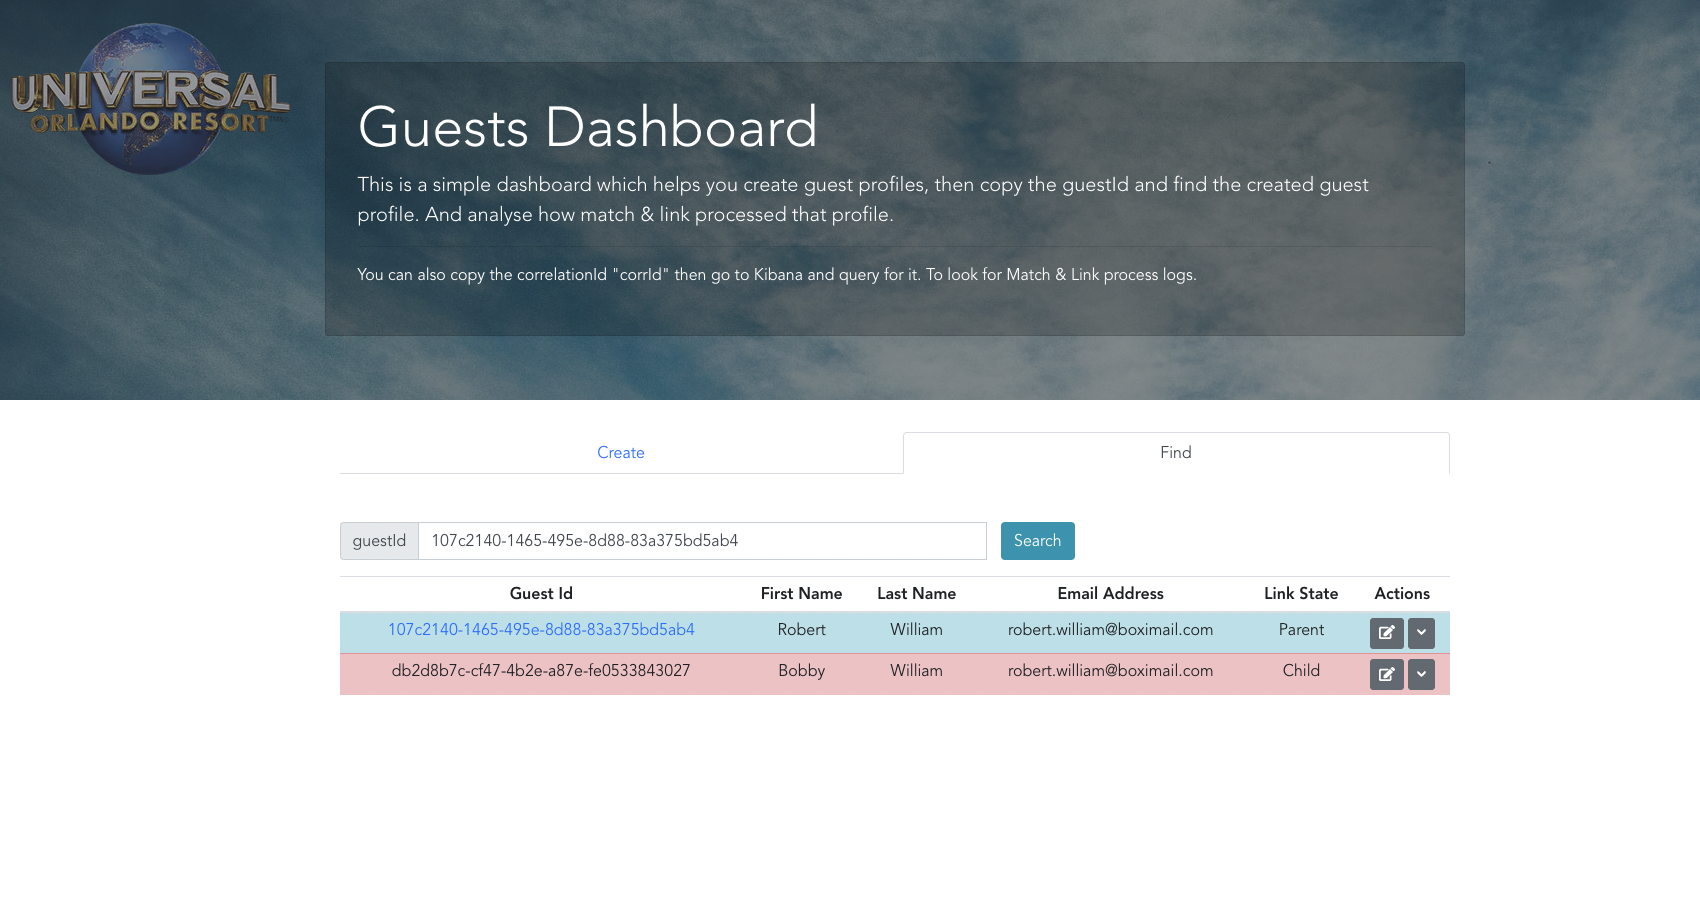 UNIVERSAL
ORLANDO RESORT
Guests Dashboard
This is a simple dashboard which helps you create guest profiles, then copy the guestId and find the created guest
profile. And analyse how match & link processed that profile.
You can also copy the correlationId "corrId" then go to Kibana and query for it. To look for Match & Link process logs.
Create Find
guestId 107c2140-1465-495e-8d88-83a375bd5ab4 Search
Guest Id First Name Last Name Email Address Link State Actions
107c2140-1465-495e-8d88-83a375bd5ab4 Robert William robert.william@boximail.com Parent
db2d8b7c-cf47-4b2e-a87e-fe0533843027 Bobby William robert.william@boximail.com Child